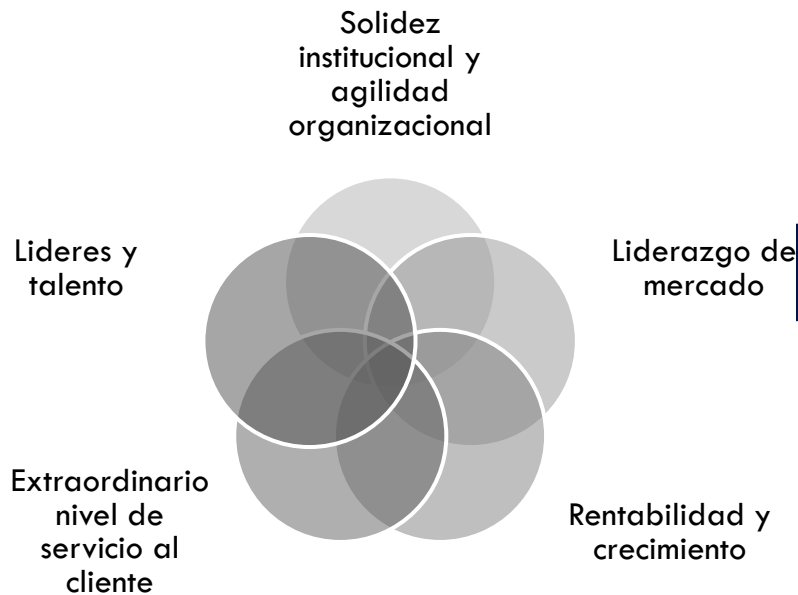 Solidez
institucional y
agilidad
organizacional
Lideres y
talento
Liderazgo de
mercado
Extraordinario
nivel de
servicio al
cliente
Rentabilidad y
crecimiento